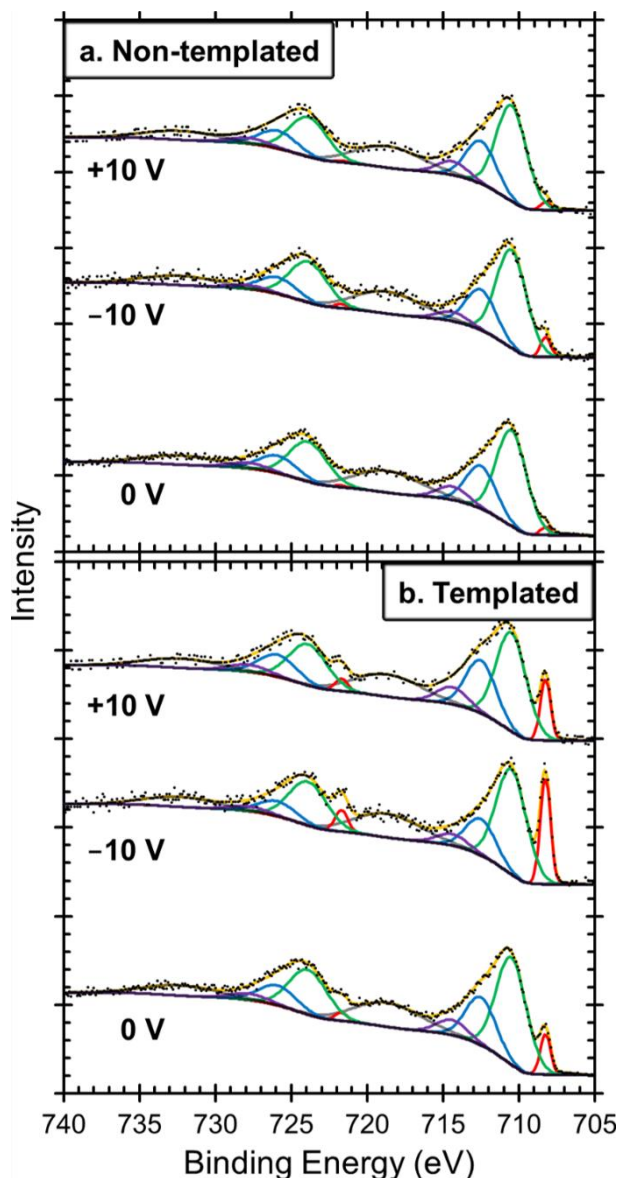 a. Non-templated
+10 V
−10 V
0 V
b. Templated
+10 V
−10 V
0 V
Intensity
740 735 730 725 720 715 710 705
Binding Energy (eV)